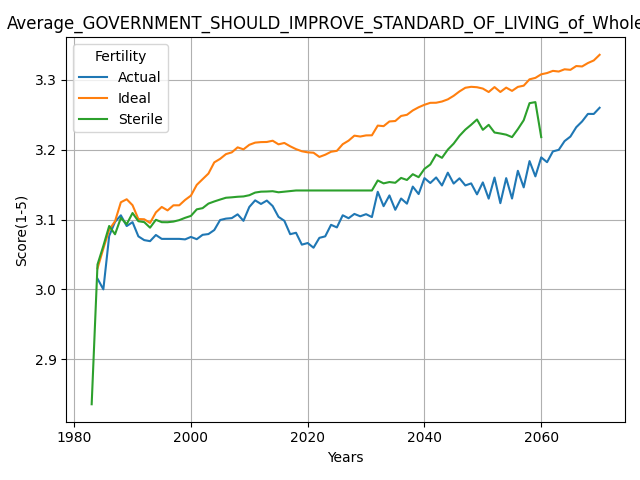 Average_GOVERNMENT_SHOULD_IMPROVE_STANDARD_OF_LIVING_of_Whole
Fertility
Actual
Ideal
Sterile
Score(1-5)
3.3
3.2
3.1
3.0
2.9
1980 2000 2020 2040 2060
Years